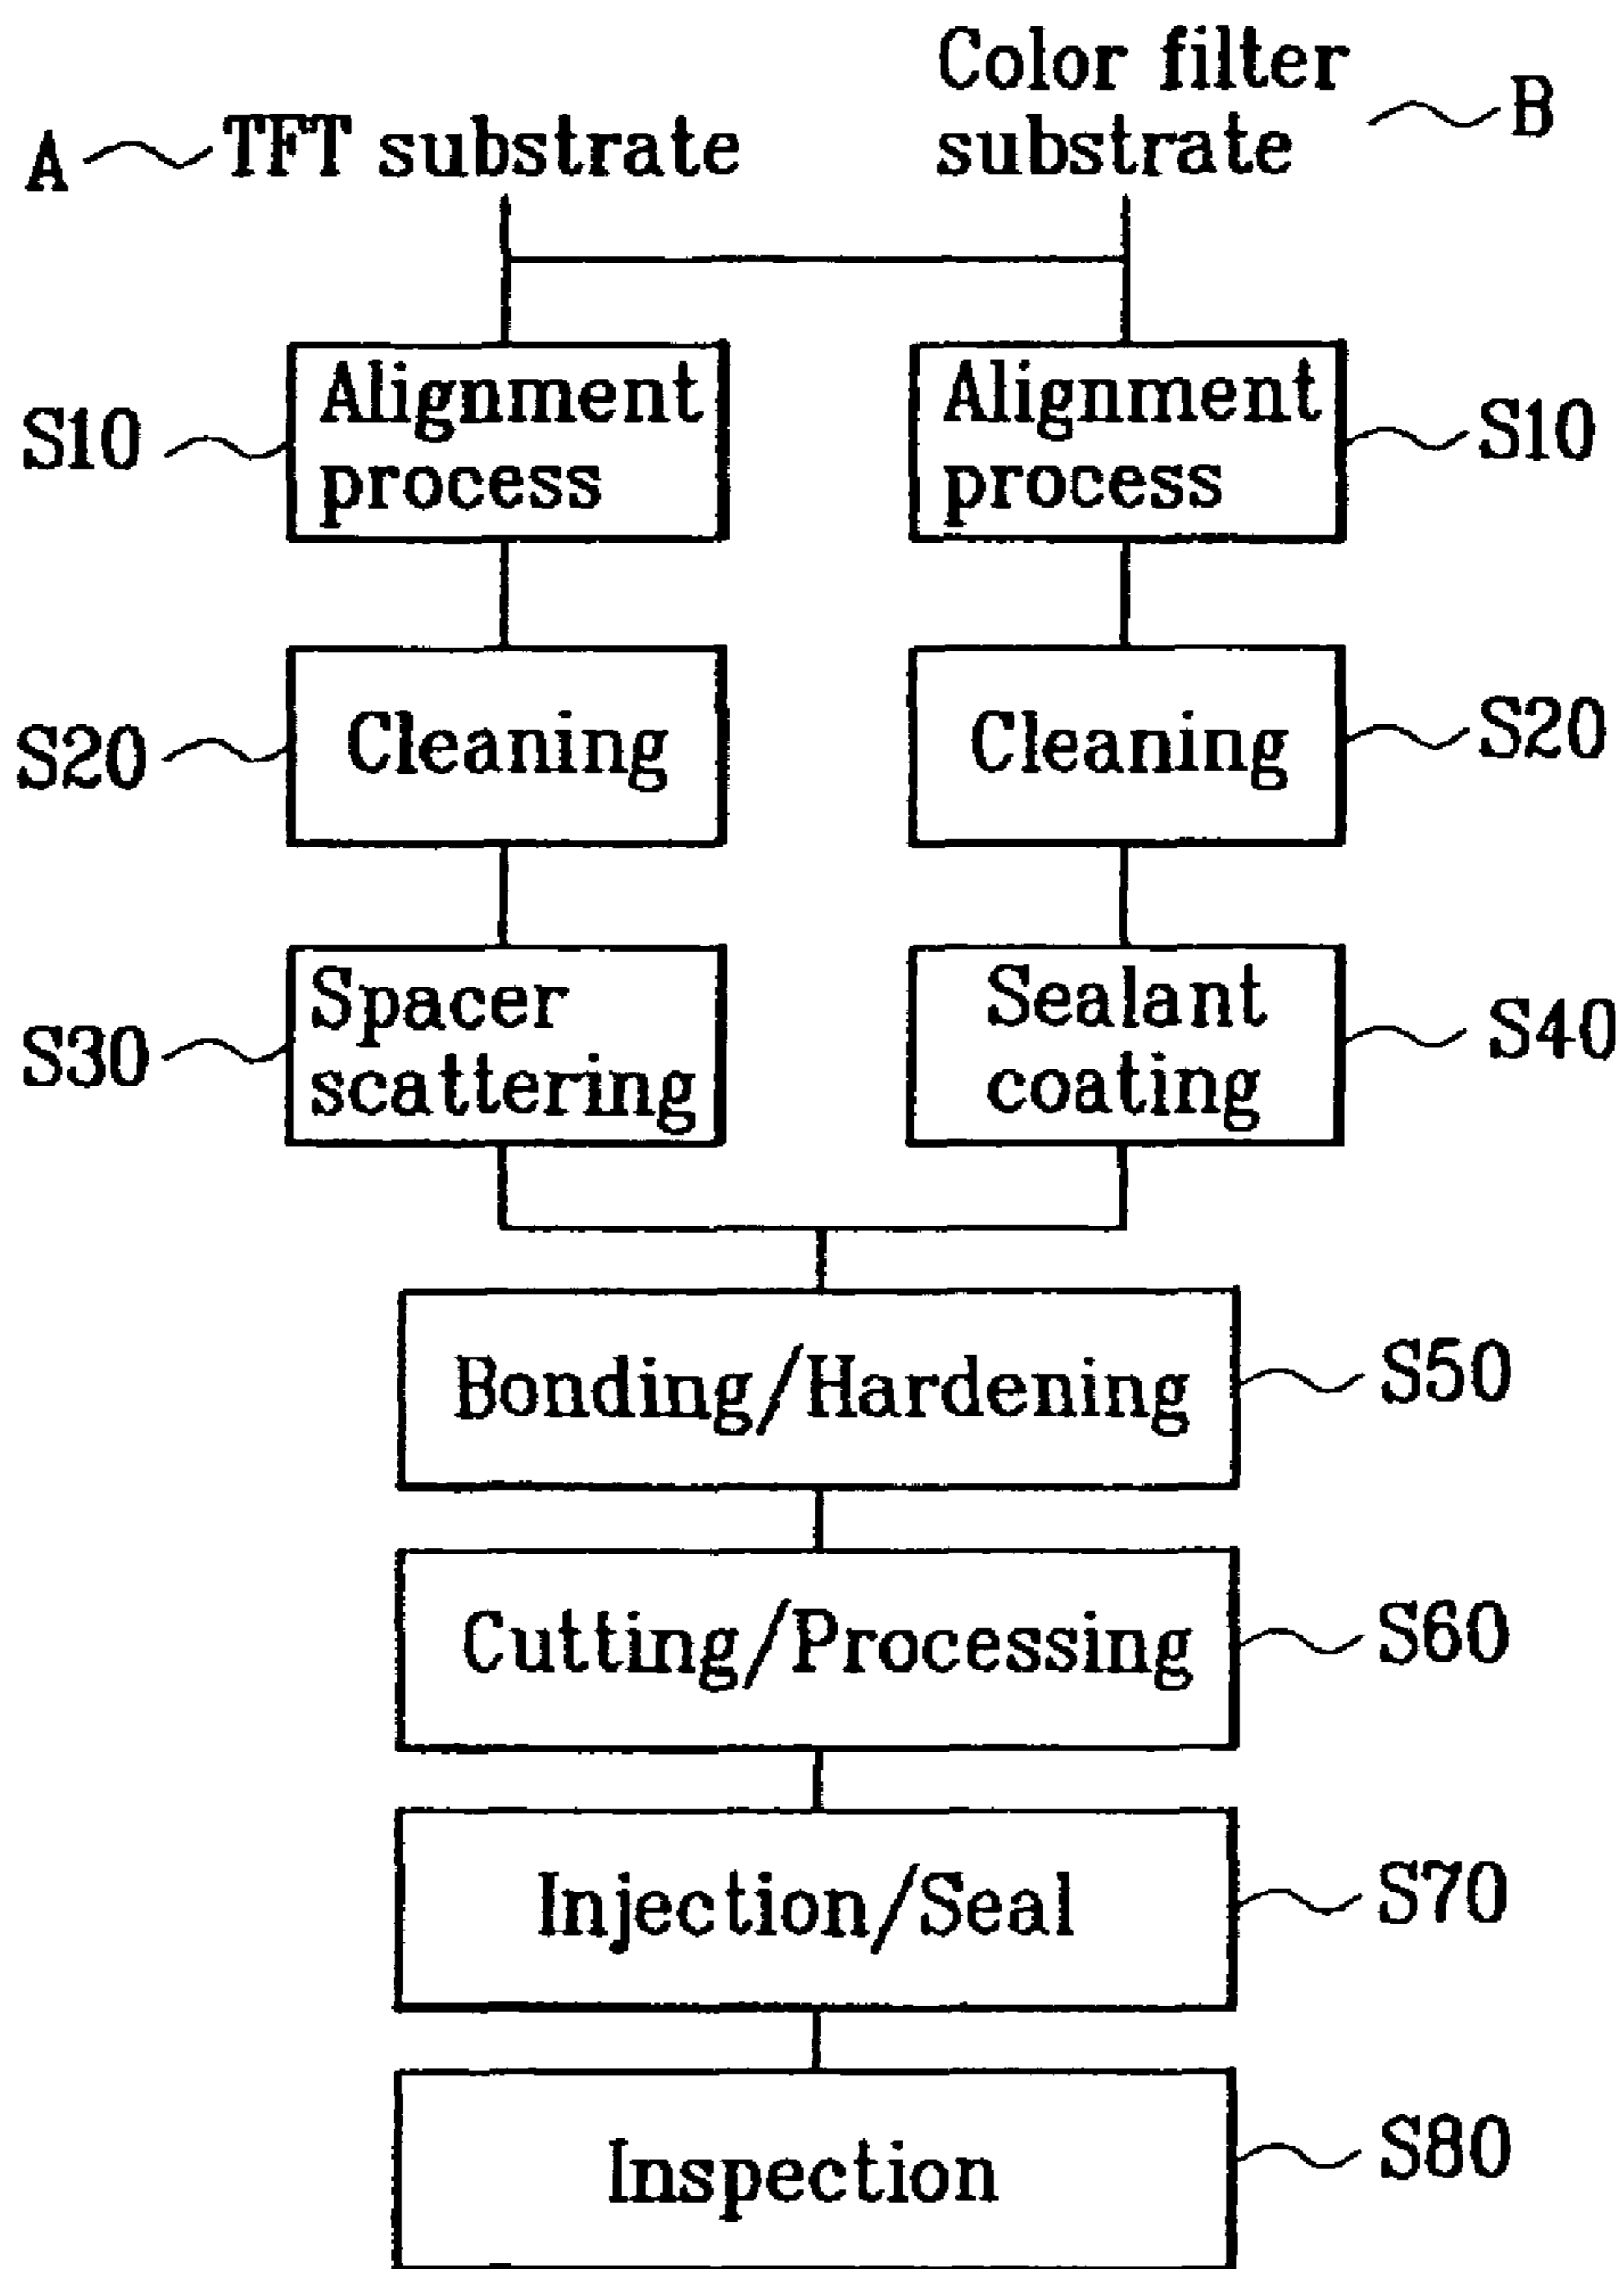 Color filter
substrate
B
A
TFT substrate
S10
Alignment
process
Alignment
process
S10
S20
Cleaning
Cleaning
S20
S30
Spacer
scattering
Sealant
coating
S40
Bonding/Hardening
S50
Cutting/Processing
S60
Injection/Seal
S70
Inspection
S80